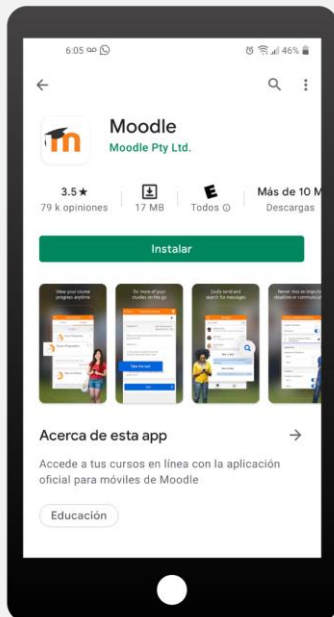 6:05
46%
Moodle
Moodle Pty Ltd.
3.5★
79 k opiniones
17 MB
E
Todos
Más de 10 M
Descargas
Instalar
View your course
progress anytime
Do more of your
studies on the go
Easily send and
search for messages
Never miss an important
deadline or communication
Acerca de esta app
Accede a tus cursos en línea con la aplicación
oficial para móviles de Moodle
Educación